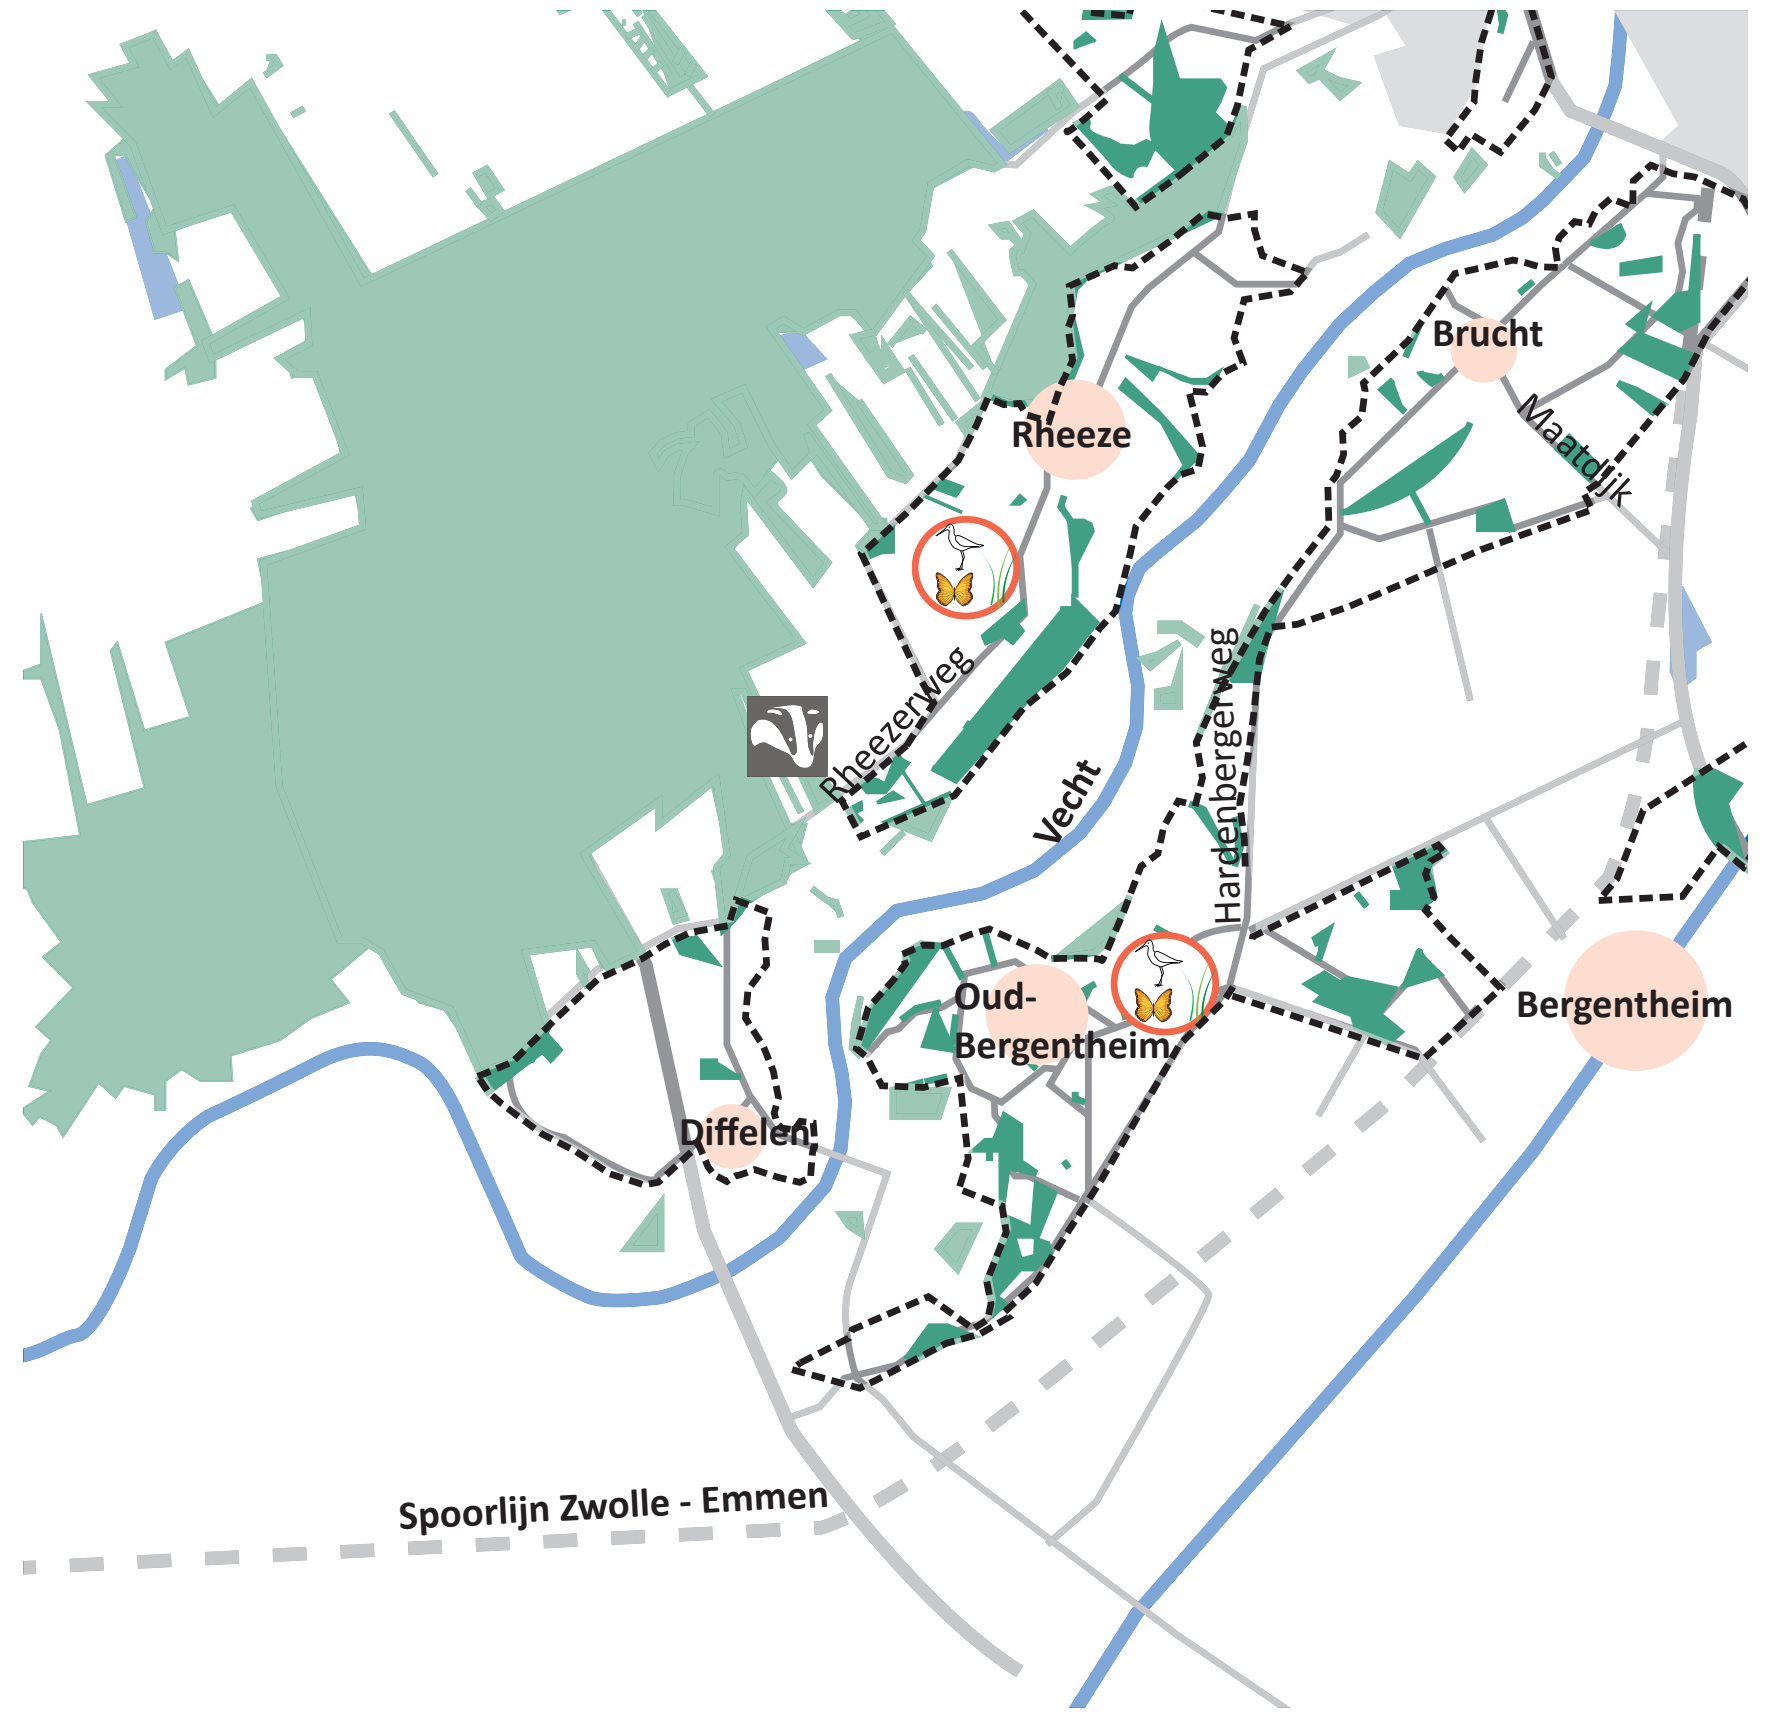 Brucht
Maatdijk
Rheeze
Rheezerweg
Hardenbergerweg
Vecht
Oud-
Bergentheim
Bergentheim
Diffelen
Spoorlijn Zwolle - Emmen